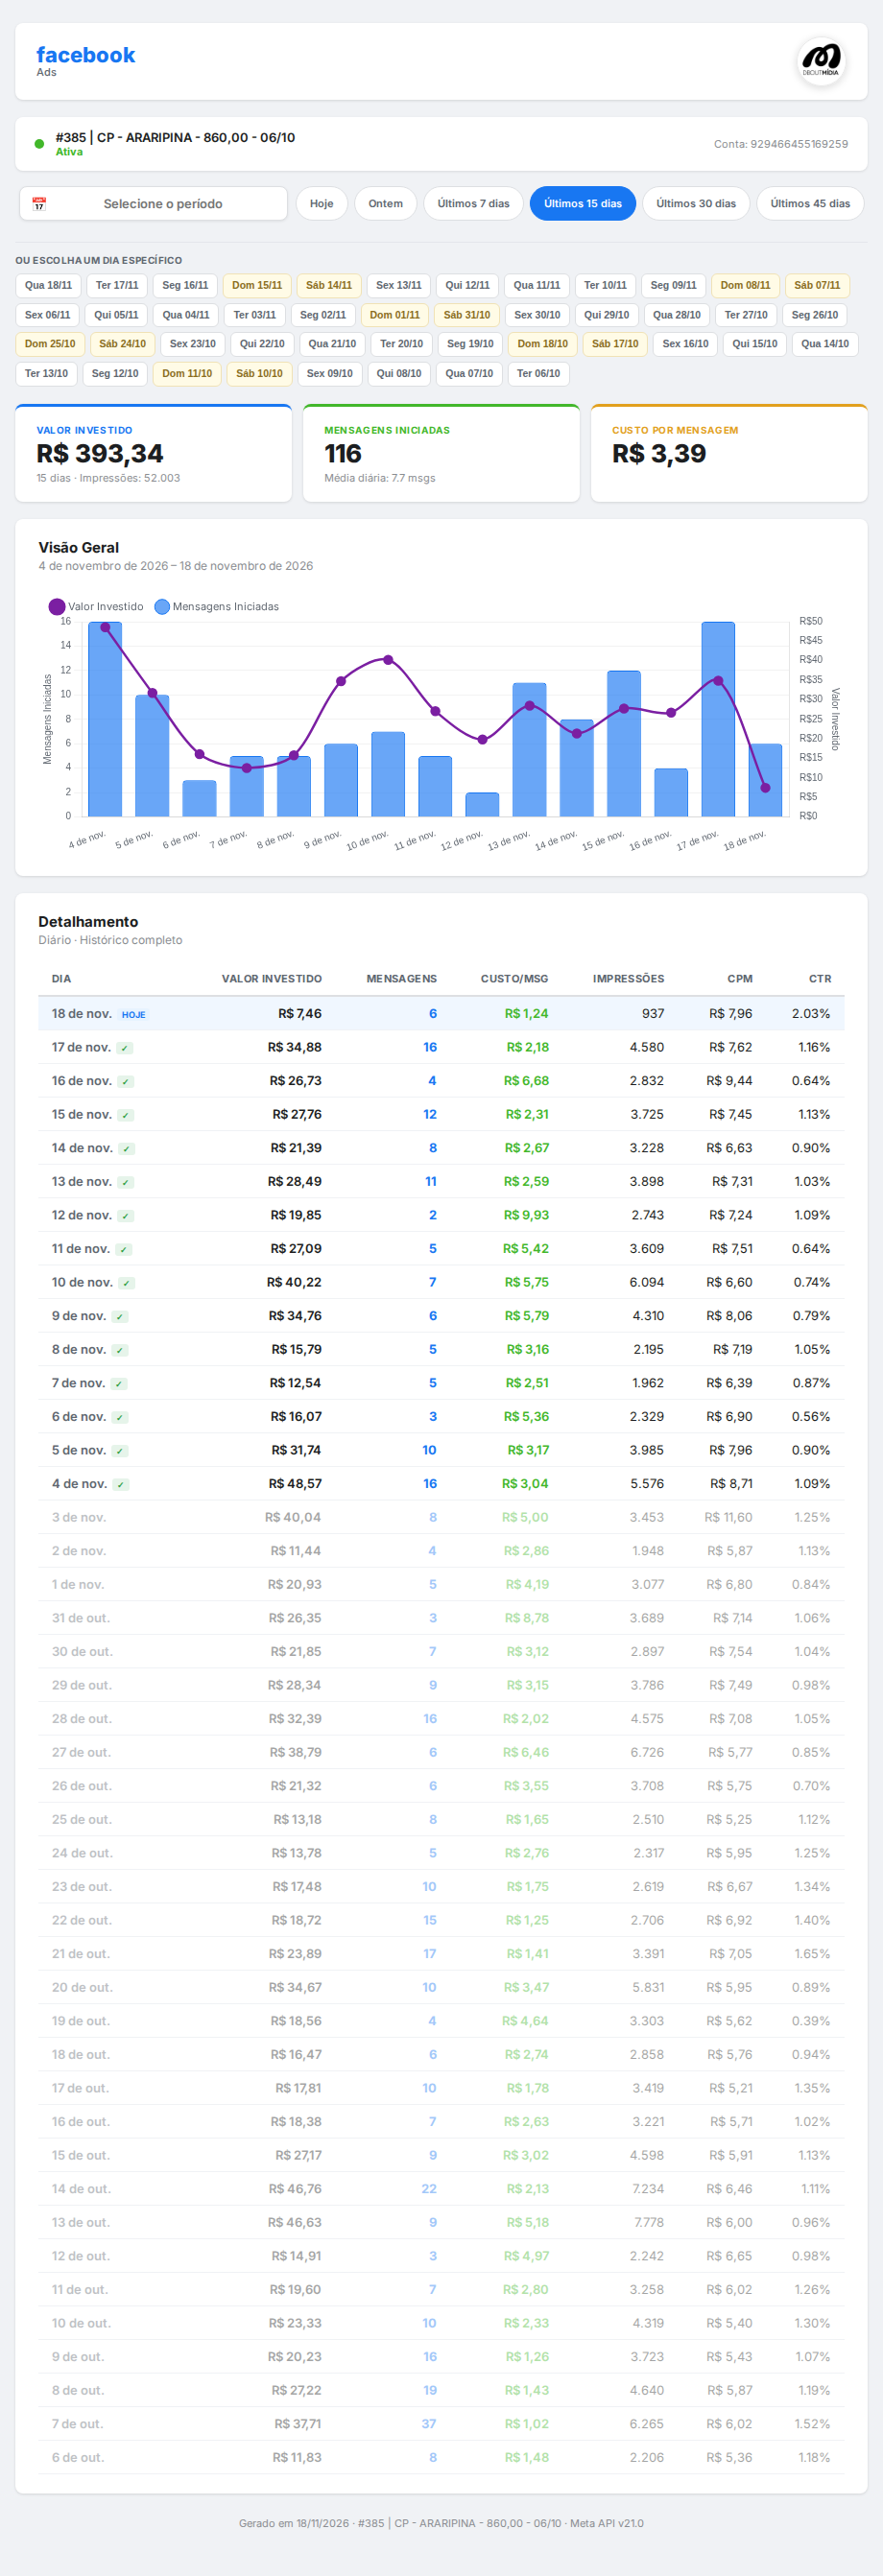 facebook
Ads
DBOUTMÍDIA
#385 | CP - ARARIPINA - 860,00 - 06/10
Ativa
Conta: 929466455169259
Selecione o período Hoje Ontem Últimos 7 dias Últimos 15 dias Últimos 30 dias Últimos 45 dias
OU ESCOLHA UM DIA ESPECÍFICO
Qua 18/11 Ter 17/11 Seg 16/11 Dom 15/11 Sáb 14/11 Sex 13/11 Qui 12/11 Qua 11/11 Ter 10/11 Seg 09/11 Dom 08/11 Sáb 07/11
Sex 06/11 Qui 05/11 Qua 04/11 Ter 03/11 Seg 02/11 Dom 01/11 Sáb 31/10 Sex 30/10 Qui 29/10 Qua 28/10 Ter 27/10 Seg 26/10
Dom 25/10 Sáb 24/10 Sex 23/10 Qui 22/10 Qua 21/10 Ter 20/10 Seg 19/10 Dom 18/10 Sáb 17/10 Sex 16/10 Qui 15/10 Qua 14/10
Ter 13/10 Seg 12/10 Dom 11/10 Sáb 10/10 Sex 09/10 Qui 08/10 Qua 07/10 Ter 06/10
VALOR INVESTIDO
R$ 393,34
15 dias · Impressões: 52.003
MENSAGENS INICIADAS
116
Média diária: 7.7 msgs
CUSTO POR MENSAGEM
R$ 3,39
Visão Geral
4 de novembro de 2026 – 18 de novembro de 2026
Valor Investido Mensagens Iniciadas
Mensagens Iniciadas
16
14
12
10
8
6
4
2
0
R$50
R$45
R$40
R$35
R$30
R$25
R$20
R$15
R$10
R$5
R$0
Valor Investido
4 de nov. 5 de nov. 6 de nov. 7 de nov. 8 de nov. 9 de nov. 10 de nov. 11 de nov. 12 de nov. 13 de nov. 14 de nov. 15 de nov. 16 de nov. 17 de nov. 18 de nov.
Detalhamento
Diário · Histórico completo
DIA VALOR INVESTIDO MENSAGENS CUSTO/MSG IMPRESSÕES CPM CTR
18 de nov. HOJE R$ 7,46 6 R$ 1,24 937 R$ 7,96 2.03%
17 de nov. ✓ R$ 34,88 16 R$ 2,18 4.580 R$ 7,62 1.16%
16 de nov. ✓ R$ 26,73 4 R$ 6,68 2.832 R$ 9,44 0.64%
15 de nov. ✓ R$ 27,76 12 R$ 2,31 3.725 R$ 7,45 1.13%
14 de nov. ✓ R$ 21,39 8 R$ 2,67 3.228 R$ 6,63 0.90%
13 de nov. ✓ R$ 28,49 11 R$ 2,59 3.898 R$ 7,31 1.03%
12 de nov. ✓ R$ 19,85 2 R$ 9,93 2.743 R$ 7,24 1.09%
11 de nov. ✓ R$ 27,09 5 R$ 5,42 3.609 R$ 7,51 0.64%
10 de nov. ✓ R$ 40,22 7 R$ 5,75 6.094 R$ 6,60 0.74%
9 de nov. ✓ R$ 34,76 6 R$ 5,79 4.310 R$ 8,06 0.79%
8 de nov. ✓ R$ 15,79 5 R$ 3,16 2.195 R$ 7,19 1.05%
7 de nov. ✓ R$ 12,54 5 R$ 2,51 1.962 R$ 6,39 0.87%
6 de nov. ✓ R$ 16,07 3 R$ 5,36 2.329 R$ 6,90 0.56%
5 de nov. ✓ R$ 31,74 10 R$ 3,17 3.985 R$ 7,96 0.90%
4 de nov. ✓ R$ 48,57 16 R$ 3,04 5.576 R$ 8,71 1.09%
3 de nov. R$ 40,04 8 R$ 5,00 3.453 R$ 11,60 1.25%
2 de nov. R$ 11,44 4 R$ 2,86 1.948 R$ 5,87 1.13%
1 de nov. R$ 20,93 5 R$ 4,19 3.077 R$ 6,80 0.84%
31 de out. R$ 26,35 3 R$ 8,78 3.689 R$ 7,14 1.06%
30 de out. R$ 21,85 7 R$ 3,12 2.897 R$ 7,54 1.04%
29 de out. R$ 28,34 9 R$ 3,15 3.786 R$ 7,49 0.98%
28 de out. R$ 32,39 16 R$ 2,02 4.575 R$ 7,08 1.05%
27 de out. R$ 38,79 6 R$ 6,46 6.726 R$ 5,77 0.85%
26 de out. R$ 21,32 6 R$ 3,55 3.708 R$ 5,75 0.70%
25 de out. R$ 13,18 8 R$ 1,65 2.510 R$ 5,25 1.12%
24 de out. R$ 13,78 5 R$ 2,76 2.317 R$ 5,95 1.25%
23 de out. R$ 17,48 10 R$ 1,75 2.619 R$ 6,67 1.34%
22 de out. R$ 18,72 15 R$ 1,25 2.706 R$ 6,92 1.40%
21 de out. R$ 23,89 17 R$ 1,41 3.391 R$ 7,05 1.65%
20 de out. R$ 34,67 10 R$ 3,47 5.831 R$ 5,95 0.89%
19 de out. R$ 18,56 4 R$ 4,64 3.303 R$ 5,62 0.39%
18 de out. R$ 16,47 6 R$ 2,74 2.858 R$ 5,76 0.94%
17 de out. R$ 17,81 10 R$ 1,78 3.419 R$ 5,21 1.35%
16 de out. R$ 18,38 7 R$ 2,63 3.221 R$ 5,71 1.02%
15 de out. R$ 27,17 9 R$ 3,02 4.598 R$ 5,91 1.13%
14 de out. R$ 46,76 22 R$ 2,13 7.234 R$ 6,46 1.11%
13 de out. R$ 46,63 9 R$ 5,18 7.778 R$ 6,00 0.96%
12 de out. R$ 14,91 3 R$ 4,97 2.242 R$ 6,65 0.98%
11 de out. R$ 19,60 7 R$ 2,80 3.258 R$ 6,02 1.26%
10 de out. R$ 23,33 10 R$ 2,33 4.319 R$ 5,40 1.30%
9 de out. R$ 20,23 16 R$ 1,26 3.723 R$ 5,43 1.07%
8 de out. R$ 27,22 19 R$ 1,43 4.640 R$ 5,87 1.19%
7 de out. R$ 37,71 37 R$ 1,02 6.265 R$ 6,02 1.52%
6 de out. R$ 11,83 8 R$ 1,48 2.206 R$ 5,36 1.18%
Gerado em 18/11/2026 · #385 | CP - ARARIPINA - 860,00 - 06/10 · Meta API v21.0